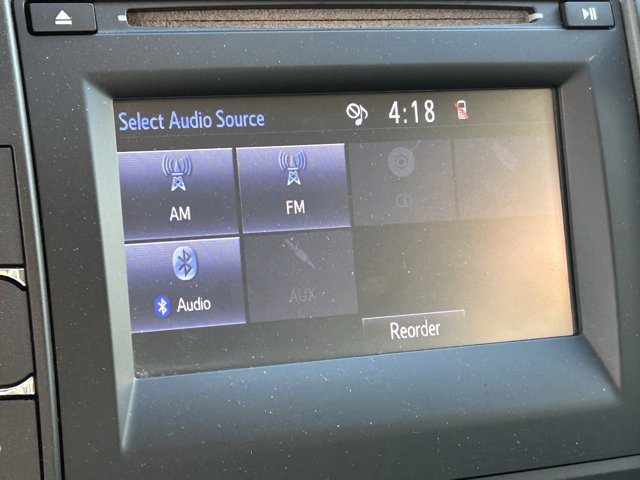 Select Audio Source
4:18
AM
FM
CD
Audio
AUX
Reorder